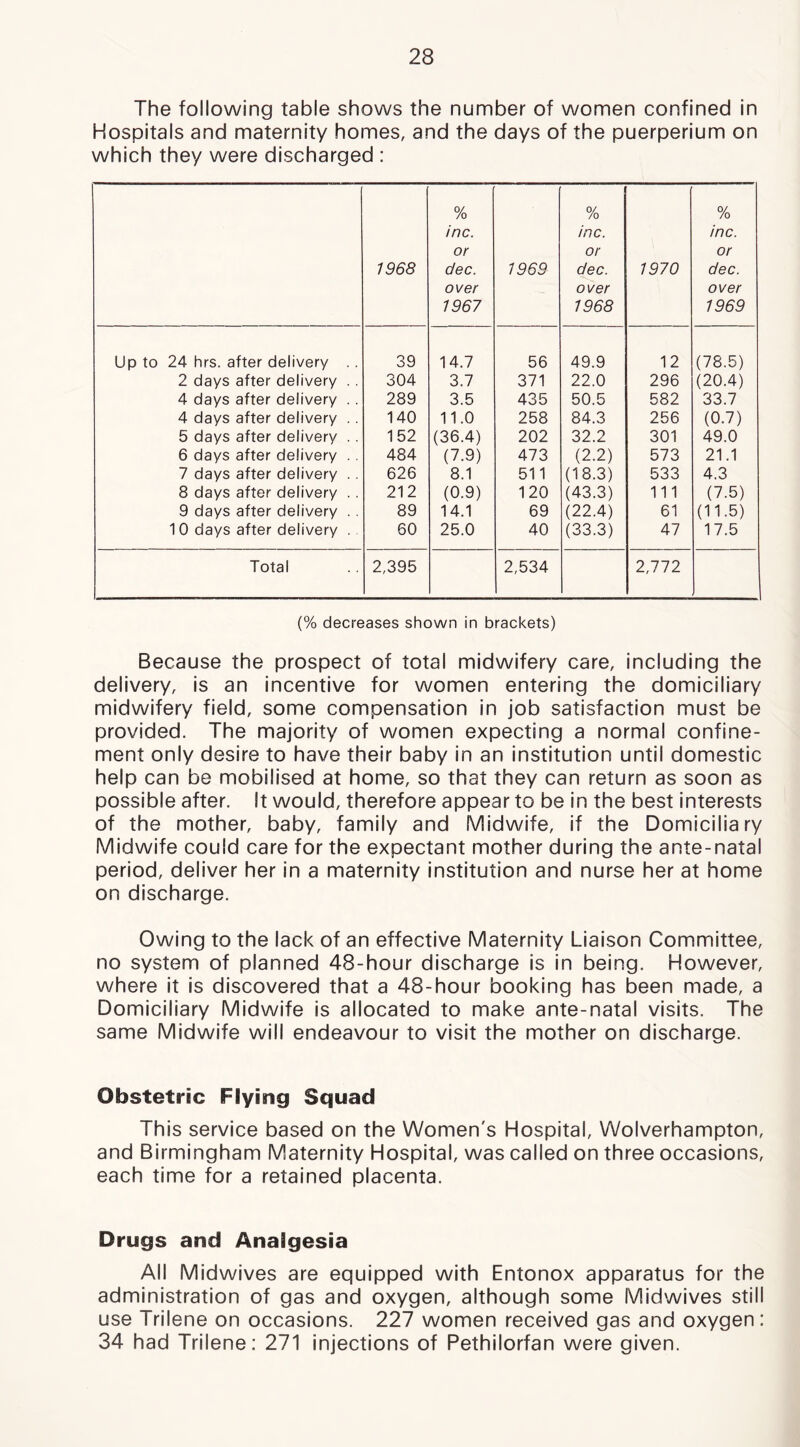 28
The following table shows the number of women confined in
Hospitals and maternity homes, and the days of the puerperium on
which they were discharged :
% % %
inc. inc. inc.
or or or
1968 dec. 1969 dec. 1970 dec.
over over over
1967 1968 1969
Up to 24 hrs. after delivery .. 39 14.7 56 49.9 12 (78.5)
2 days after delivery .. 304 3.7 371 22.0 296 (20.4)
4 days after delivery .. 289 3.5 435 50.5 582 33.7
4 days after delivery .. 140 11.0 258 84.3 256 (0.7)
5 days after delivery .. 152 (36.4) 202 32.2 301 49.0
6 days after delivery .. 484 (7.9) 473 (2.2) 573 21.1
7 days after delivery .. 626 8.1 511 (18.3) 533 4.3
8 days after delivery .. 212 (0.9) 120 (43.3) 111 (7.5)
9 days after delivery .. 89 14.1 69 (22.4) 61 (11.5)
10 days after delivery . 60 25.0 40 (33.3) 47 17.5
Total .. 2,395 2,534 2,772
(% decreases shown in brackets)
Because the prospect of total midwifery care, including the
delivery, is an incentive for women entering the domiciliary
midwifery field, some compensation in job satisfaction must be
provided. The majority of women expecting a normal confine-
ment only desire to have their baby in an institution until domestic
help can be mobilised at home, so that they can return as soon as
possible after. It would, therefore appear to be in the best interests
of the mother, baby, family and Midwife, if the Domiciliary
Midwife could care for the expectant mother during the ante-natal
period, deliver her in a maternity institution and nurse her at home
on discharge.
Owing to the lack of an effective Maternity Liaison Committee,
no system of planned 48-hour discharge is in being. However,
where it is discovered that a 48-hour booking has been made, a
Domiciliary Midwife is allocated to make ante-natal visits. The
same Midwife will endeavour to visit the mother on discharge.
Obstetric Flying Squad
This service based on the Women's Hospital, Wolverhampton,
and Birmingham Maternity Hospital, was called on three occasions,
each time for a retained placenta.
Drugs and Analgesia
All Midwives are equipped with Entonox apparatus for the
administration of gas and oxygen, although some Midwives still
use Trilene on occasions. 227 women received gas and oxygen:
34 had Trilene: 271 injections of Pethilorfan were given.